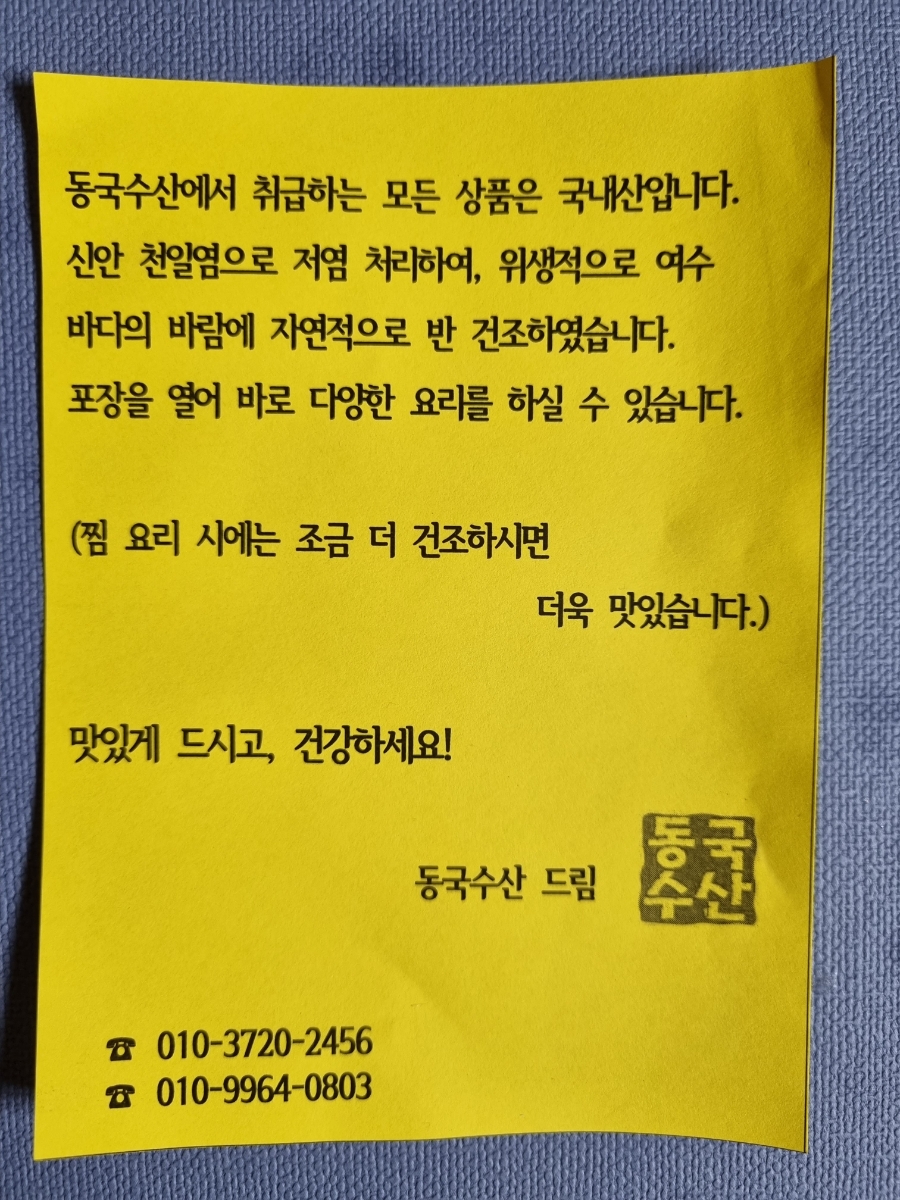 동국수산에서 취급하는 모든 상품은 국내산입니다.
신안 천일염으로 저염 처리하여, 위생적으로 여수
바다의 바람에 자연적으로 반 건조하였습니다.
포장을 열어 바로 다양한 요리를 하실 수 있습니다.
(찜 요리 시에는 조금 더 건조하시면
더욱 맛있습니다.)
맛있게 드시고, 건강하세요!
동국수산 드림
동국
수산
☎ 010-3720-2456
☎ 010-9964-0803